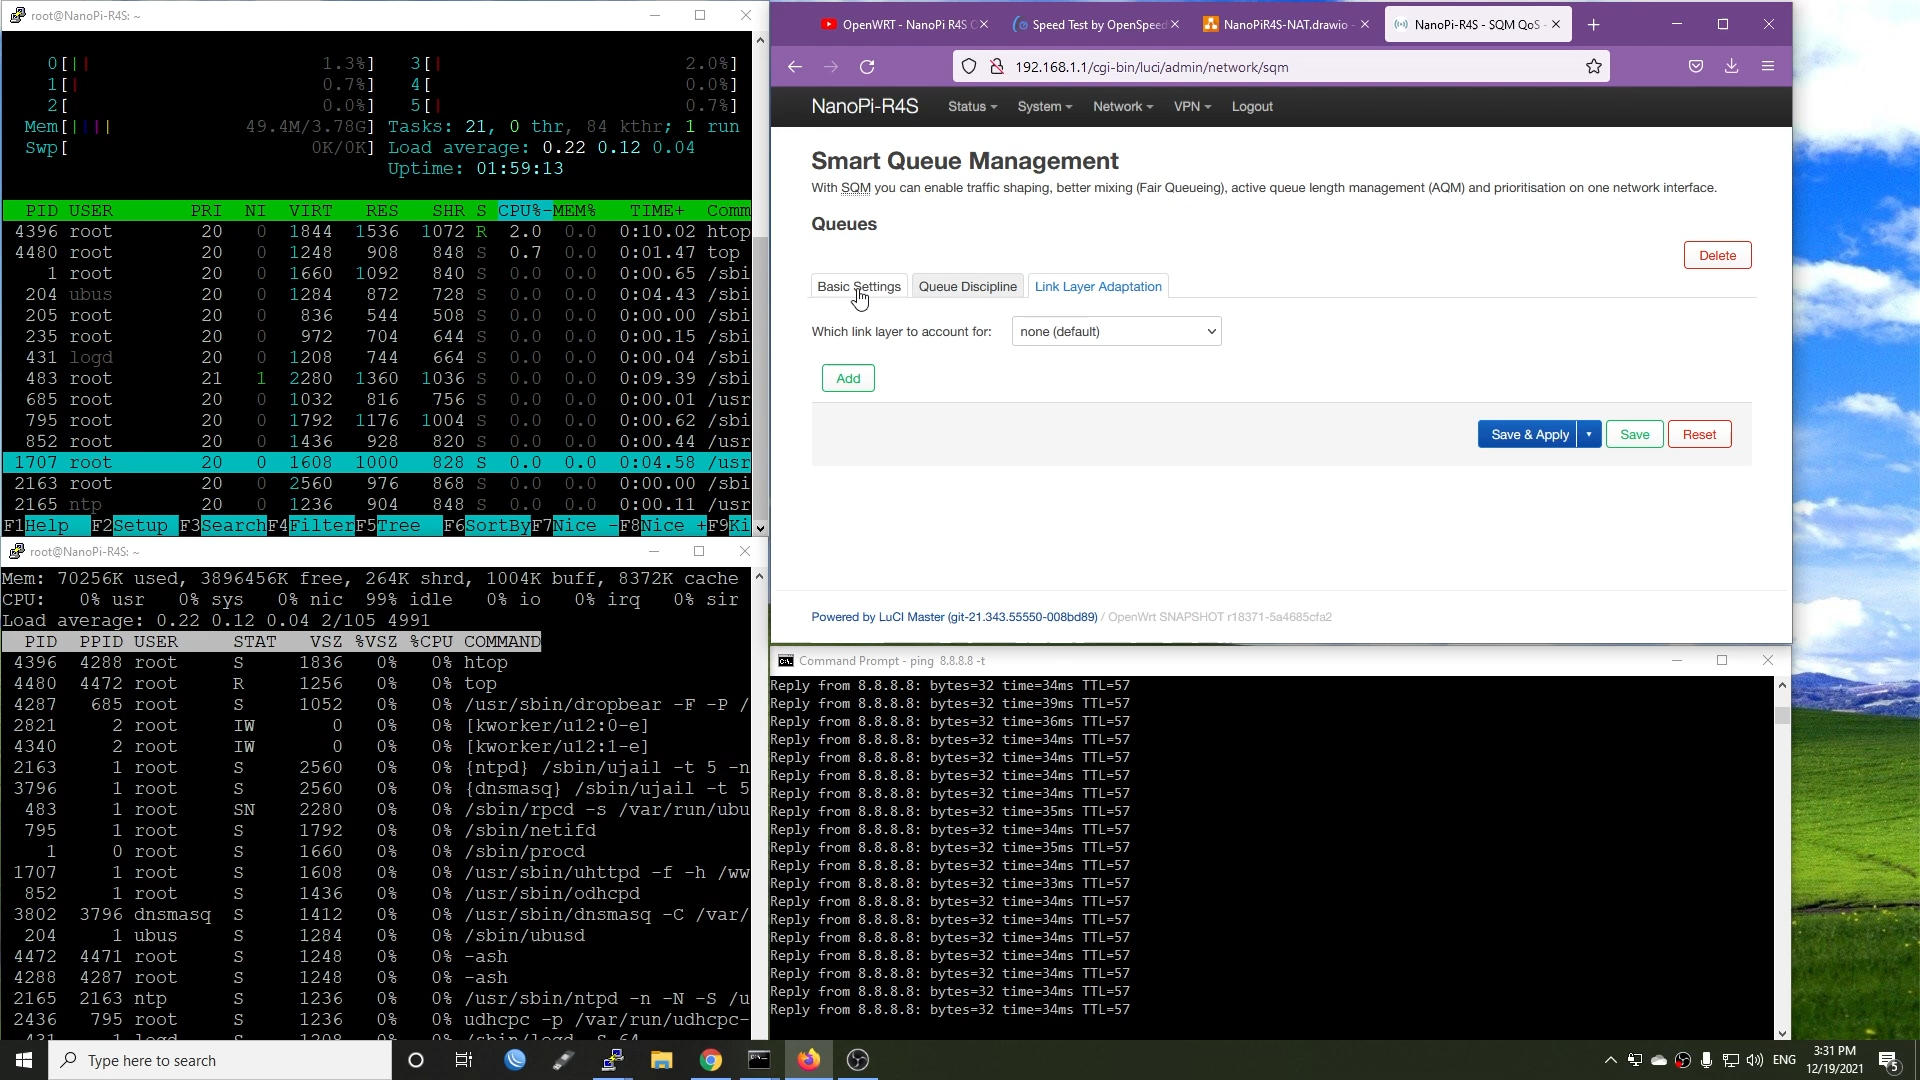 root@NanoPi-R4S: ~
0[|| 1.3%] 3[| 2.0%]
1[| 0.7%] 4[ 0.0%]
2[ 0.0%] 5[| 0.7%]
Mem[||||| 49.4M/3.78G] Tasks: 21, 0 thr, 84 kthr; 1 run
Swp[ 0K/0K] Load average: 0.22 0.12 0.04
Uptime: 01:59:13
PID USER PRI NI VIRT RES SHR S CPU%-MEM% TIME+ Comm
4396 root 20 0 1844 1536 1072 R 2.0 0.0 0:10.02 htop
4480 root 20 0 1248 908 848 S 0.7 0.0 0:01.47 top
1 root 20 0 1660 1092 840 S 0.0 0.0 0:00.65 /sbi
204 ubus 20 0 1284 872 728 S 0.0 0.0 0:04.43 /sbi
205 root 20 0 836 544 508 S 0.0 0.0 0:00.00 /sbi
235 root 20 0 972 704 644 S 0.0 0.0 0:00.15 /sbi
431 logd 20 0 1208 744 664 S 0.0 0.0 0:00.04 /sbi
483 root 21 1 2280 1360 1036 S 0.0 0.0 0:09.39 /sbi
685 root 20 0 1032 816 756 S 0.0 0.0 0:00.01 /usr
795 root 20 0 1792 1176 1004 S 0.0 0.0 0:00.62 /sbi
852 root 20 0 1436 928 820 S 0.0 0.0 0:00.44 /usr
1707 root 20 0 1608 1000 828 S 0.0 0.0 0:04.58 /usr
2163 root 20 0 2560 976 868 S 0.0 0.0 0:00.00 /sbi
2165 ntp 20 0 1236 904 848 S 0.0 0.0 0:00.11 /usr
F1Help F2Setup F3SearchF4FilterF5Tree F6SortByF7Nice -F8Nice +F9Ki
root@NanoPi-R4S: ~
Mem: 70256K used, 3896456K free, 264K shrd, 1004K buff, 8372K cache
CPU: 0% usr 0% sys 0% nic 99% idle 0% io 0% irq 0% sir
Load average: 0.22 0.12 0.04 2/105 4991
PID PPID USER STAT VSZ %VSZ %CPU COMMAND
4396 4288 root S 1836 0% 0% htop
4480 4472 root R 1256 0% 0% top
4287 685 root S 1052 0% 0% /usr/sbin/dropbear -F -P /
2821 2 root IW 0 0% 0% [kworker/u12:0-e]
4340 2 root IW 0 0% 0% [kworker/u12:1-e]
2163 1 root S 2560 0% 0% {ntpd} /sbin/ujail -t 5 -n
3796 1 root S 2560 0% 0% {dnsmasq} /sbin/ujail -t 5
483 1 root SN 2280 0% 0% /sbin/rpcd -s /var/run/ubu
795 1 root S 1792 0% 0% /sbin/netifd
1 0 root S 1660 0% 0% /sbin/procd
1707 1 root S 1608 0% 0% /usr/sbin/uhttpd -f -h /ww
852 1 root S 1436 0% 0% /usr/sbin/odhcpd
3802 3796 dnsmasq S 1412 0% 0% /usr/sbin/dnsmasq -C /var/
204 1 ubus S 1284 0% 0% /sbin/ubusd
4472 4471 root S 1248 0% 0% -ash
4288 4287 root S 1248 0% 0% -ash
2165 2163 ntp S 1236 0% 0% /usr/sbin/ntpd -n -N -S /u
2436 795 root S 1236 0% 0% udhcpc -p /var/run/udhcpc-
431 1 logd S 1208 0% 0% /sbin/logd -S 64
OpenWRT - NanoPi R4S C
Speed Test by OpenSpeed
NanoPiR4S-NAT.drawio -
NanoPi-R4S - SQM QoS -
192.168.1.1/cgi-bin/luci/admin/network/sqm
NanoPi-R4S Status System Network VPN Logout
Smart Queue Management
With SQM you can enable traffic shaping, better mixing (Fair Queueing), active queue length management (AQM) and prioritisation on one network interface.
Queues
Delete
Basic Settings Queue Discipline Link Layer Adaptation
Which link layer to account for: none (default)
Add
Save & Apply Save Reset
Powered by LuCI Master (git-21.343.55550-008bd89) / OpenWrt SNAPSHOT r18371-5a4685cfa2
Command Prompt - ping 8.8.8.8 -t
Reply from 8.8.8.8: bytes=32 time=34ms TTL=57
Reply from 8.8.8.8: bytes=32 time=39ms TTL=57
Reply from 8.8.8.8: bytes=32 time=36ms TTL=57
Reply from 8.8.8.8: bytes=32 time=34ms TTL=57
Reply from 8.8.8.8: bytes=32 time=34ms TTL=57
Reply from 8.8.8.8: bytes=32 time=34ms TTL=57
Reply from 8.8.8.8: bytes=32 time=34ms TTL=57
Reply from 8.8.8.8: bytes=32 time=35ms TTL=57
Reply from 8.8.8.8: bytes=32 time=34ms TTL=57
Reply from 8.8.8.8: bytes=32 time=35ms TTL=57
Reply from 8.8.8.8: bytes=32 time=34ms TTL=57
Reply from 8.8.8.8: bytes=32 time=33ms TTL=57
Reply from 8.8.8.8: bytes=32 time=34ms TTL=57
Reply from 8.8.8.8: bytes=32 time=34ms TTL=57
Reply from 8.8.8.8: bytes=32 time=34ms TTL=57
Reply from 8.8.8.8: bytes=32 time=34ms TTL=57
Reply from 8.8.8.8: bytes=32 time=34ms TTL=57
Reply from 8.8.8.8: bytes=32 time=34ms TTL=57
Reply from 8.8.8.8: bytes=32 time=34ms TTL=57
Type here to search
ENG
3:31 PM
12/19/2021
5